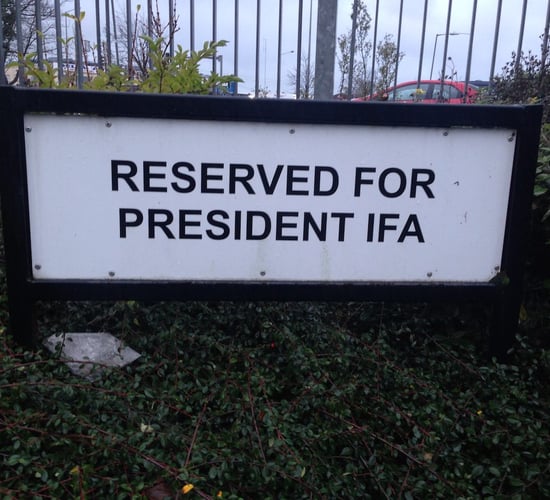 RESERVED FOR
PRESIDENT IFA